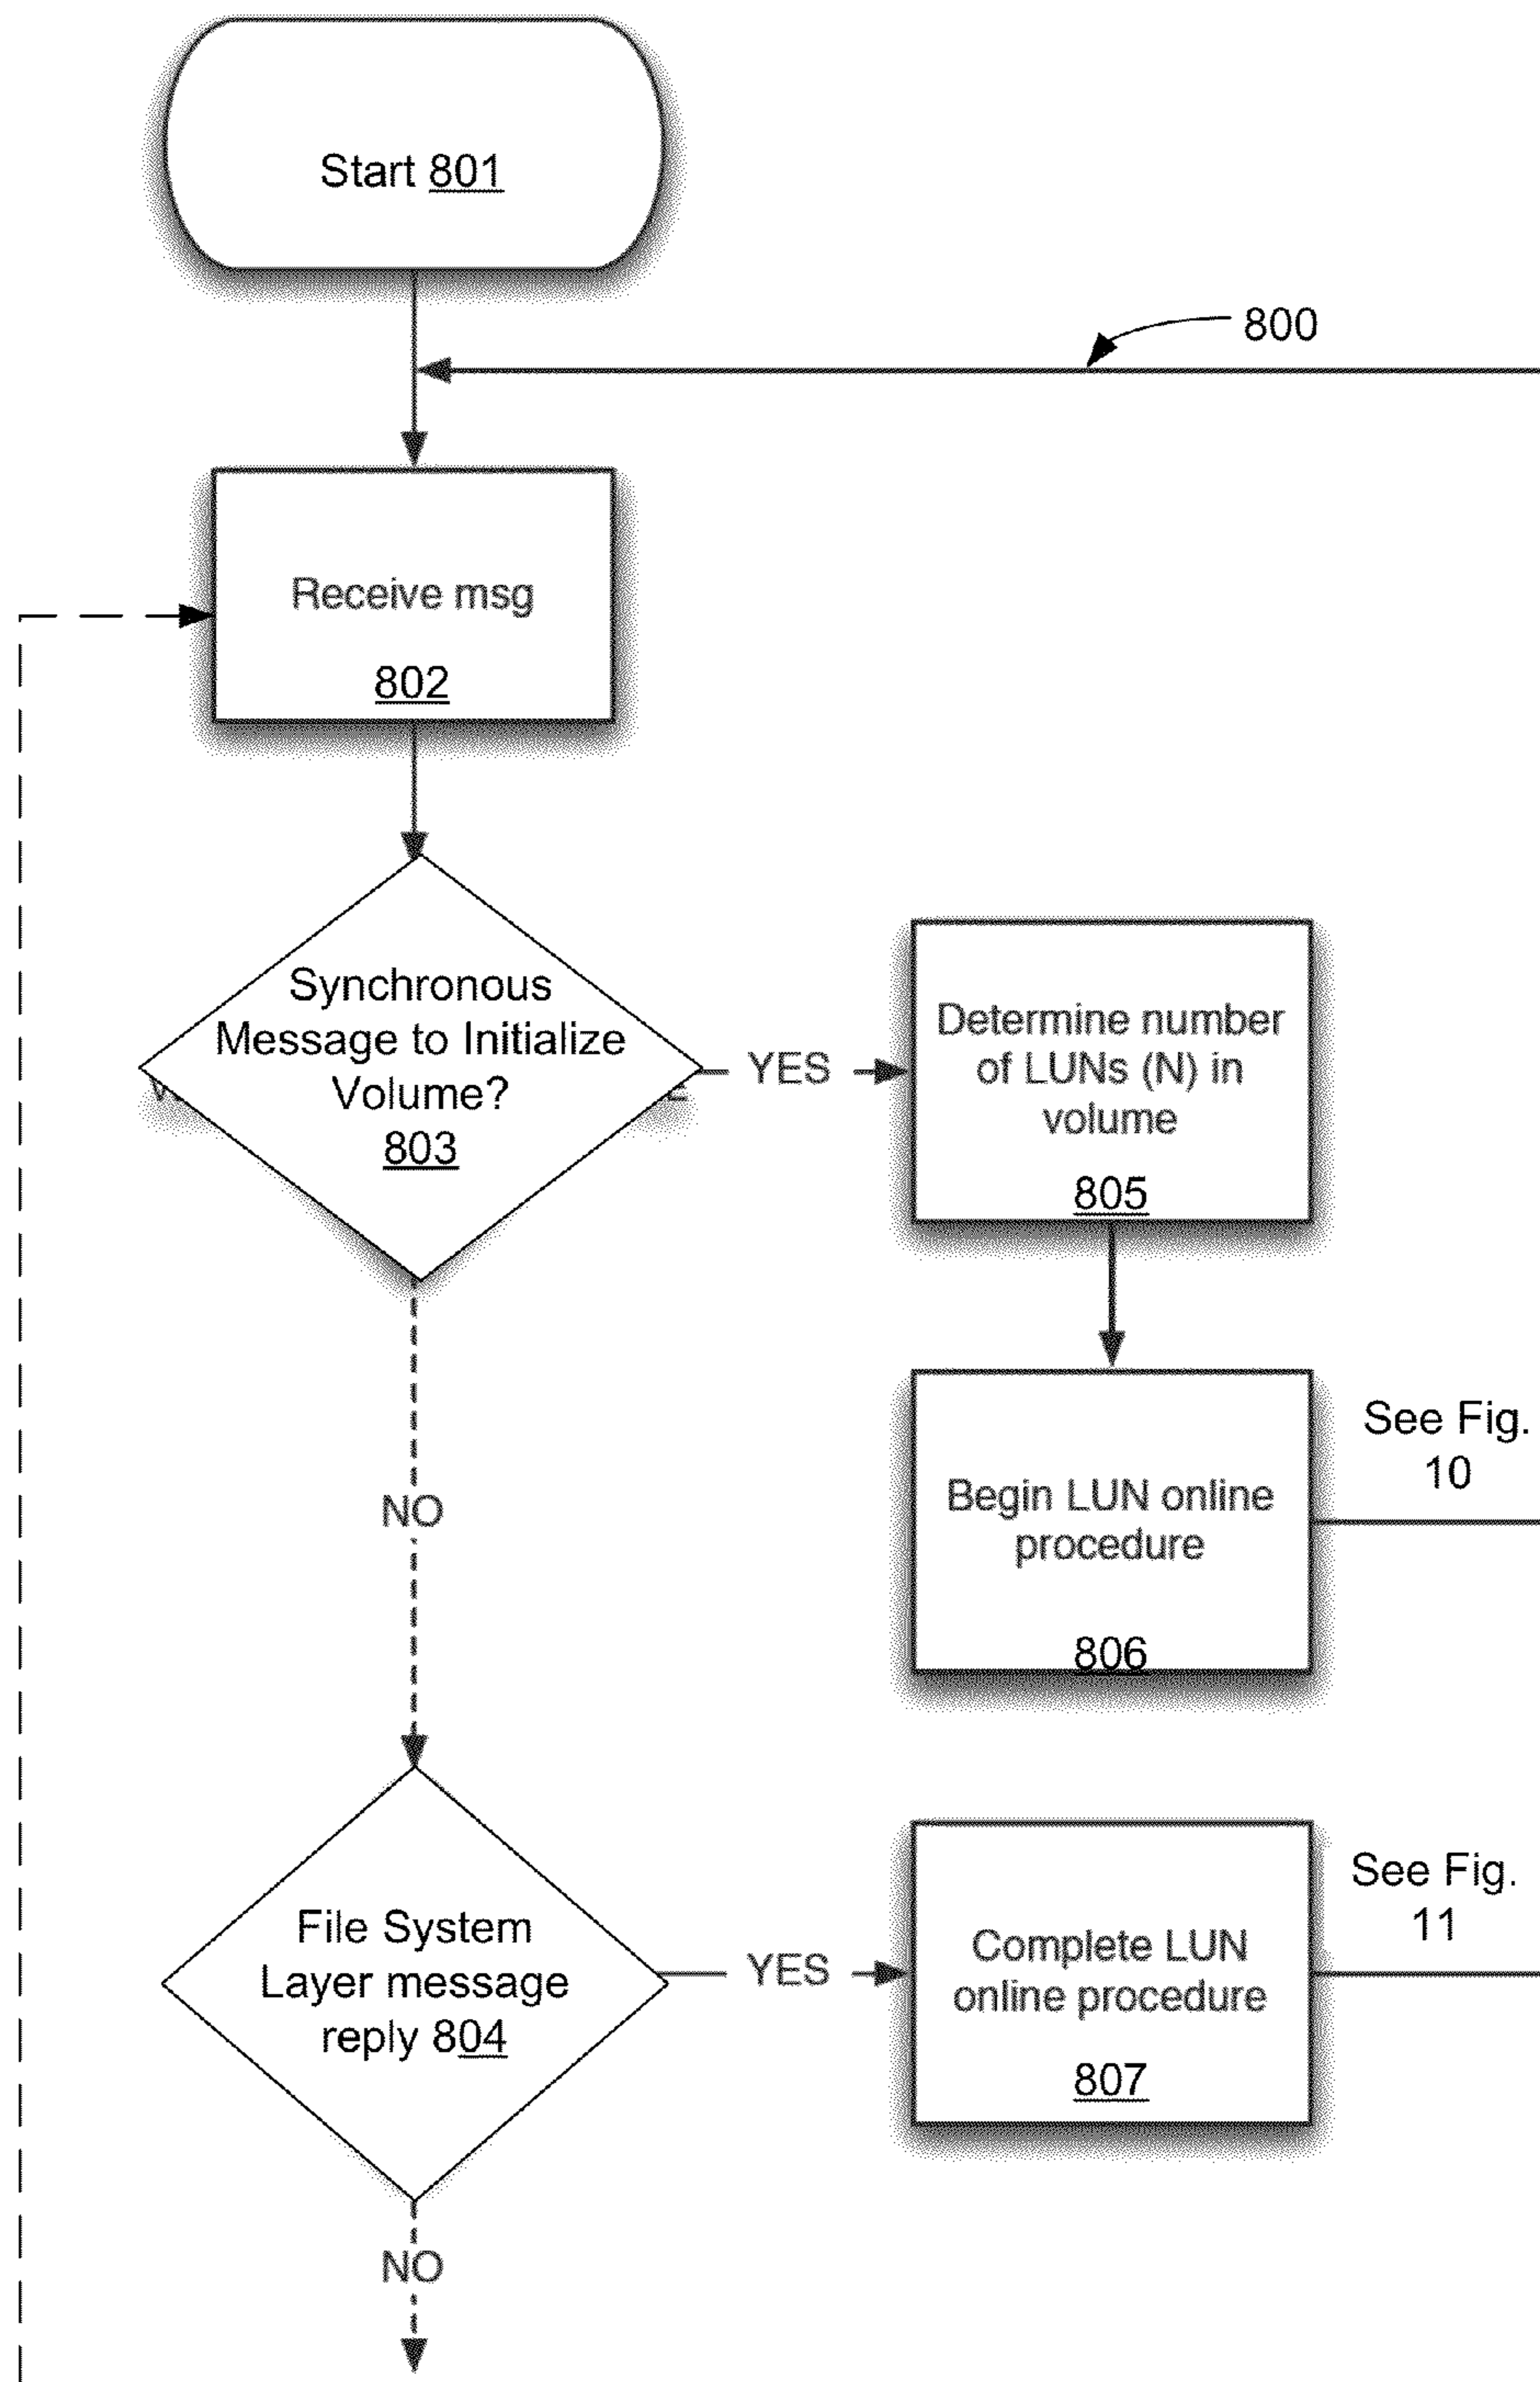 Start 801
800
Receive msg
802
Synchronous
Message to Initialize
Volume?
803
YES
Determine number
of LUNs (N) in
volume
805
NO
Begin LUN online
procedure
806
See Fig.
10
File System
Layer message
reply 804
YES
Complete LUN
online procedure
807
See Fig.
11
NO